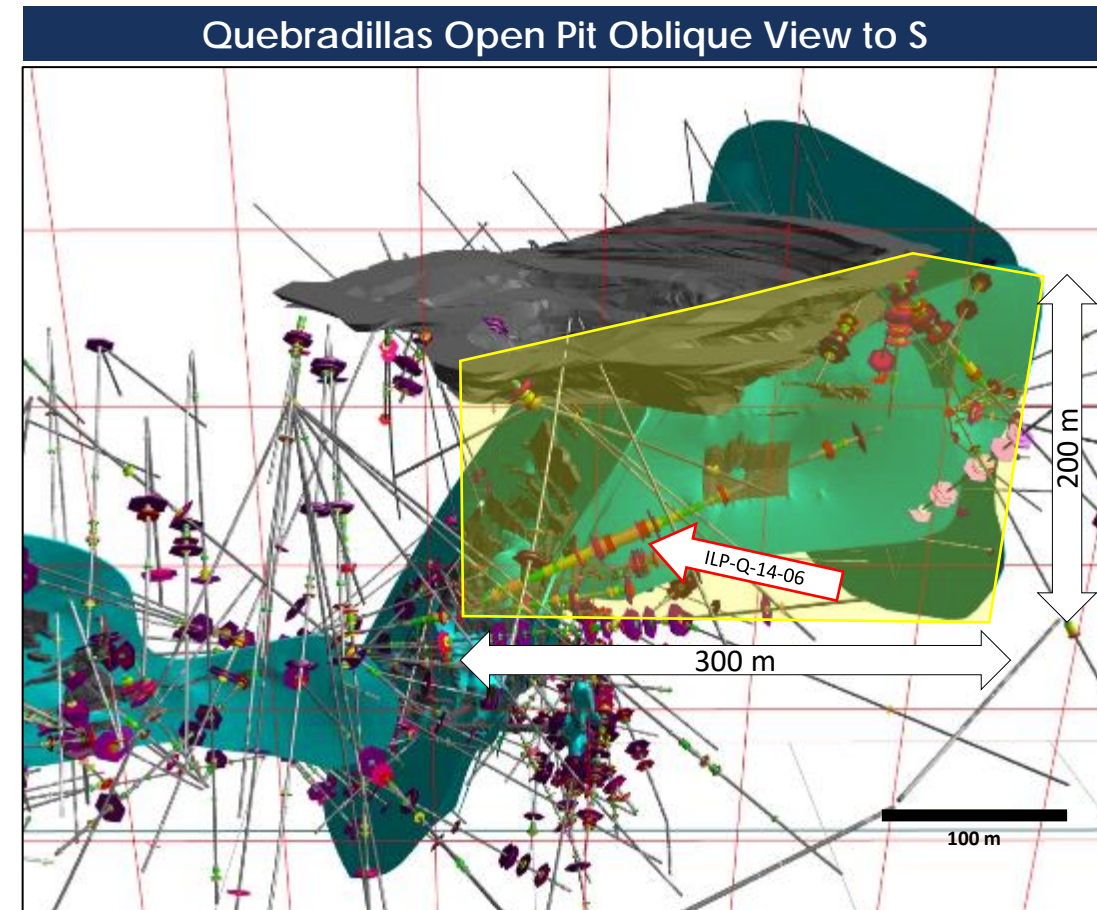 Quebradillas Open Pit Oblique View to S
200 m
ILP-Q-14-06
300 m
100 m